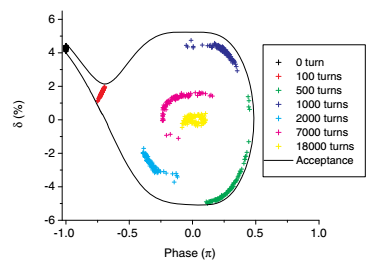 6
4
2
0
-2
-4
-6
δ (%)
-1.0 -0.5 0.0 0.5 1.0
Phase (π)
0 turn
100 turns
500 turns
1000 turns
2000 turns
7000 turns
18000 turns
Acceptance